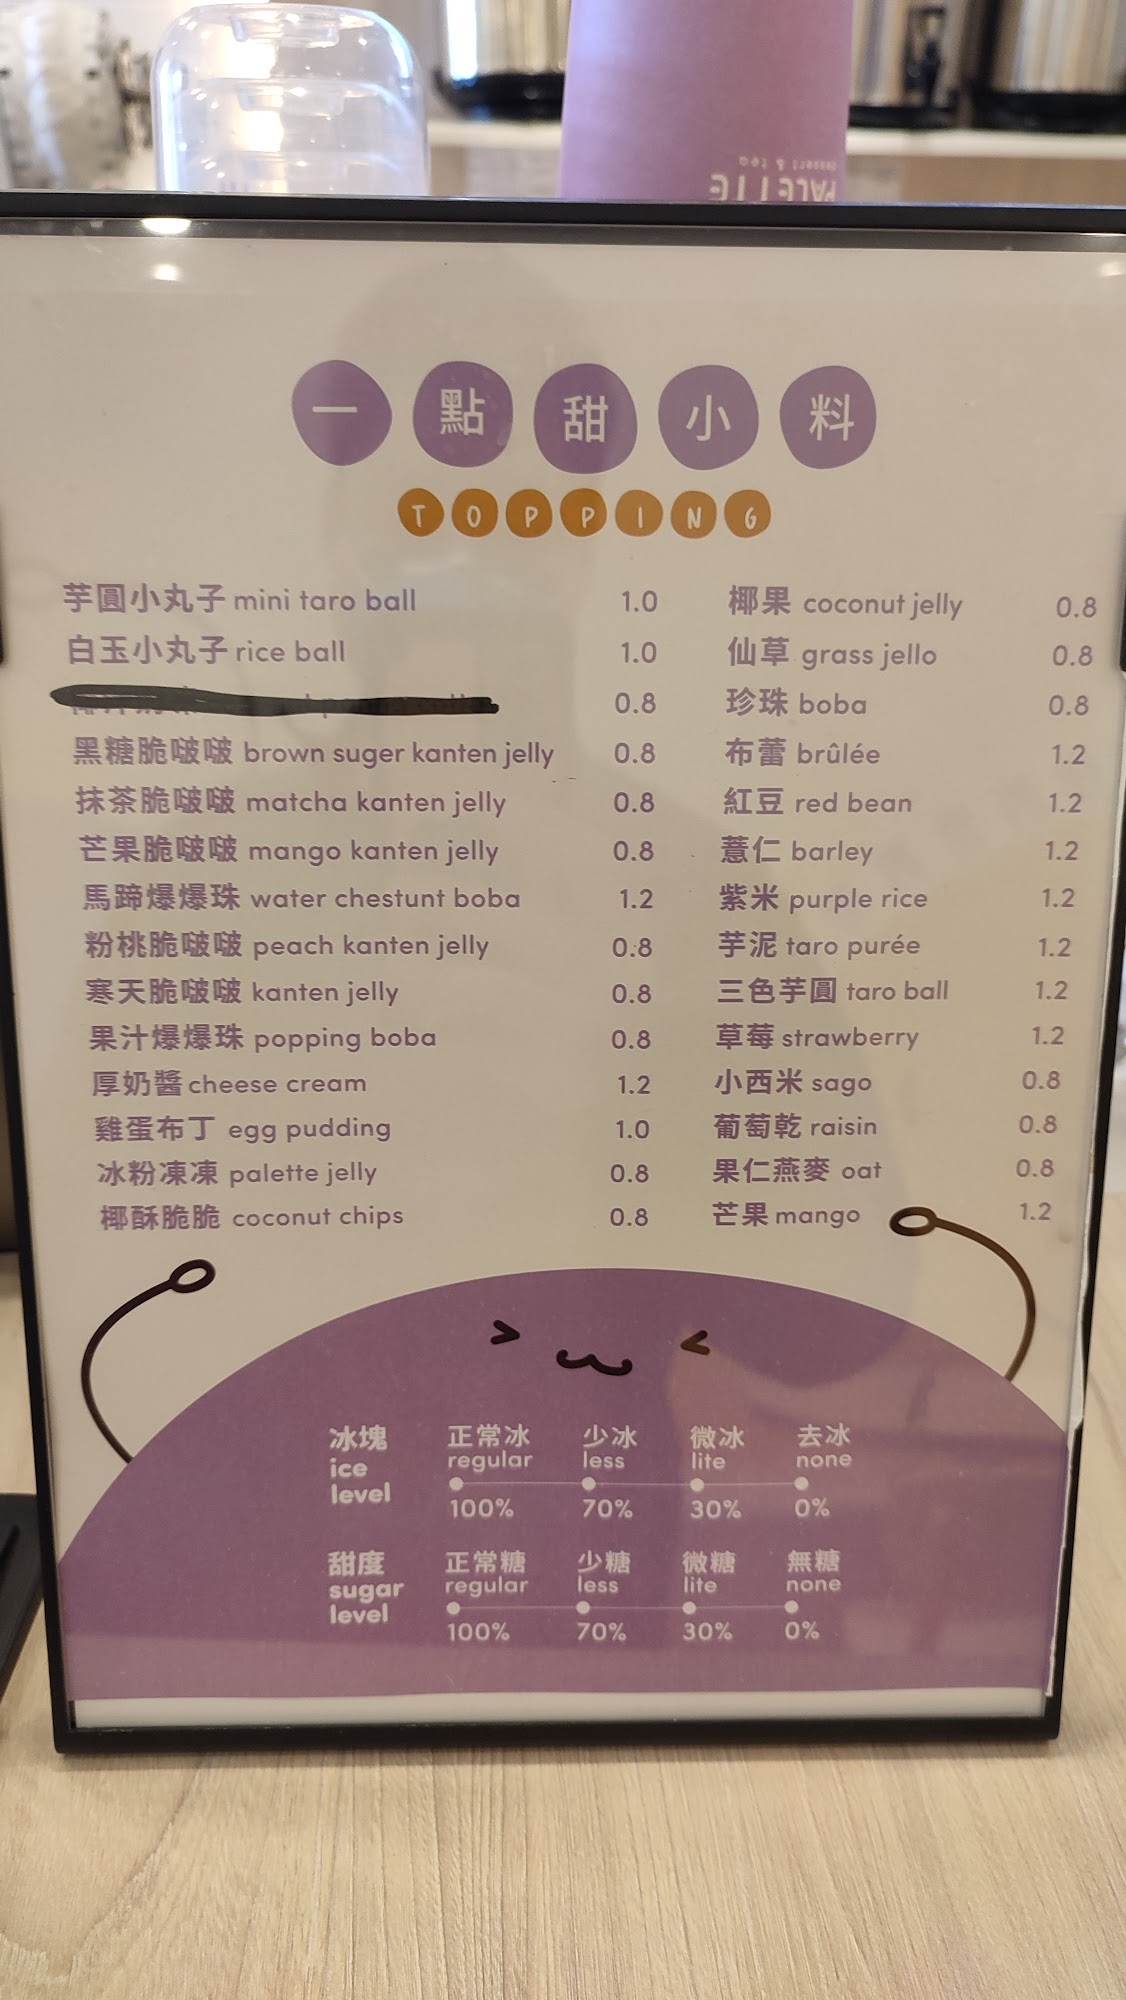 PALETTE
dessert & tea
一點甜小料
TOPPING
芋圓小丸子 mini taro ball 1.0
白玉小丸子 rice ball 1.0
0.8
黑糖脆啵啵 brown suger kanten jelly 0.8
抹茶脆啵啵 matcha kanten jelly 0.8
芒果脆啵啵 mango kanten jelly 0.8
馬蹄爆爆珠 water chestunt boba 1.2
粉桃脆啵啵 peach kanten jelly 0.8
寒天脆啵啵 kanten jelly 0.8
果汁爆爆珠 popping boba 0.8
厚奶醬 cheese cream 1.2
雞蛋布丁 egg pudding 1.0
冰粉凍凍 palette jelly 0.8
椰酥脆脆 coconut chips 0.8
椰果 coconut jelly 0.8
仙草 grass jello 0.8
珍珠 boba 0.8
布蕾 brûlée 1.2
紅豆 red bean 1.2
薏仁 barley 1.2
紫米 purple rice 1.2
芋泥 taro purée 1.2
三色芋圓 taro ball 1.2
草莓 strawberry 1.2
小西米 sago 0.8
葡萄乾 raisin 0.8
果仁燕麥 oat 0.8
芒果 mango 1.2
冰塊 正常冰 少冰 微冰 去冰
ice level regular less lite none
100% 70% 30% 0%
甜度 正常糖 少糖 微糖 無糖
sugar level regular less lite none
100% 70% 30% 0%